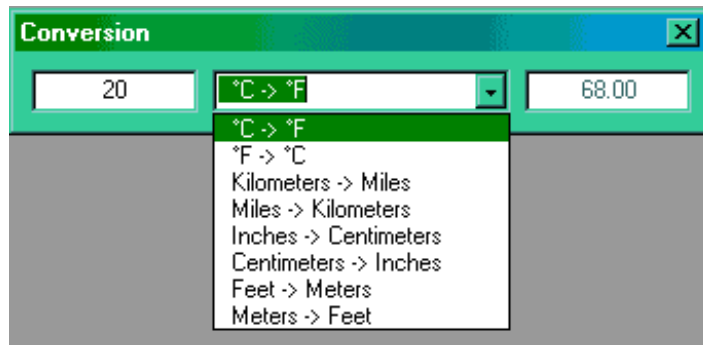 Conversion
20 °C -> °F 68.00
°C -> °F
°F -> °C
Kilometers -> Miles
Miles -> Kilometers
Inches -> Centimeters
Centimeters -> Inches
Feet -> Meters
Meters -> Feet